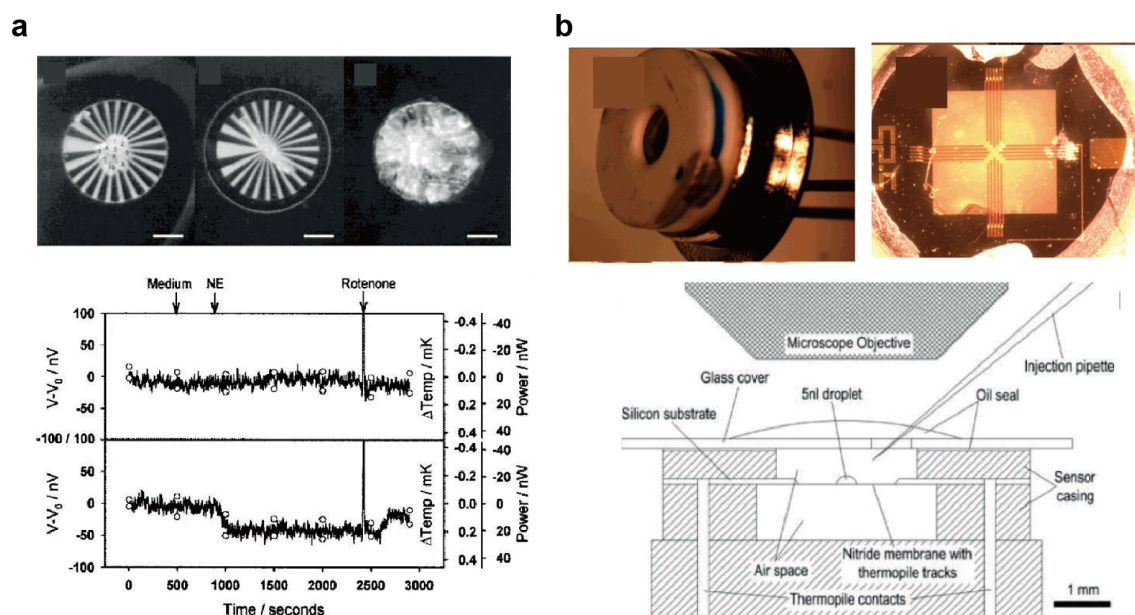 a
b
Medium
NE
Rotenone
100
50
0
-50
-100 / 100
50
0
-50
-100
V-V₀ / nV
V-V₀ / nV
-0.4
-0.2
0.0
0.2
0.4
-0.4
-0.2
0.0
0.2
0.4
ΔTemp / mK
ΔTemp / mK
-40
-20
0
20
40
-40
-20
0
20
40
Power / nW
Power / nW
0
500
1000
1500
2000
2500
3000
Time / seconds
Microscope Objective
Injection pipette
Glass cover
5nl droplet
Oil seal
Silicon substrate
Sensor
casing
Air space
Nitride membrane with
thermopile tracks
Thermopile contacts
1 mm